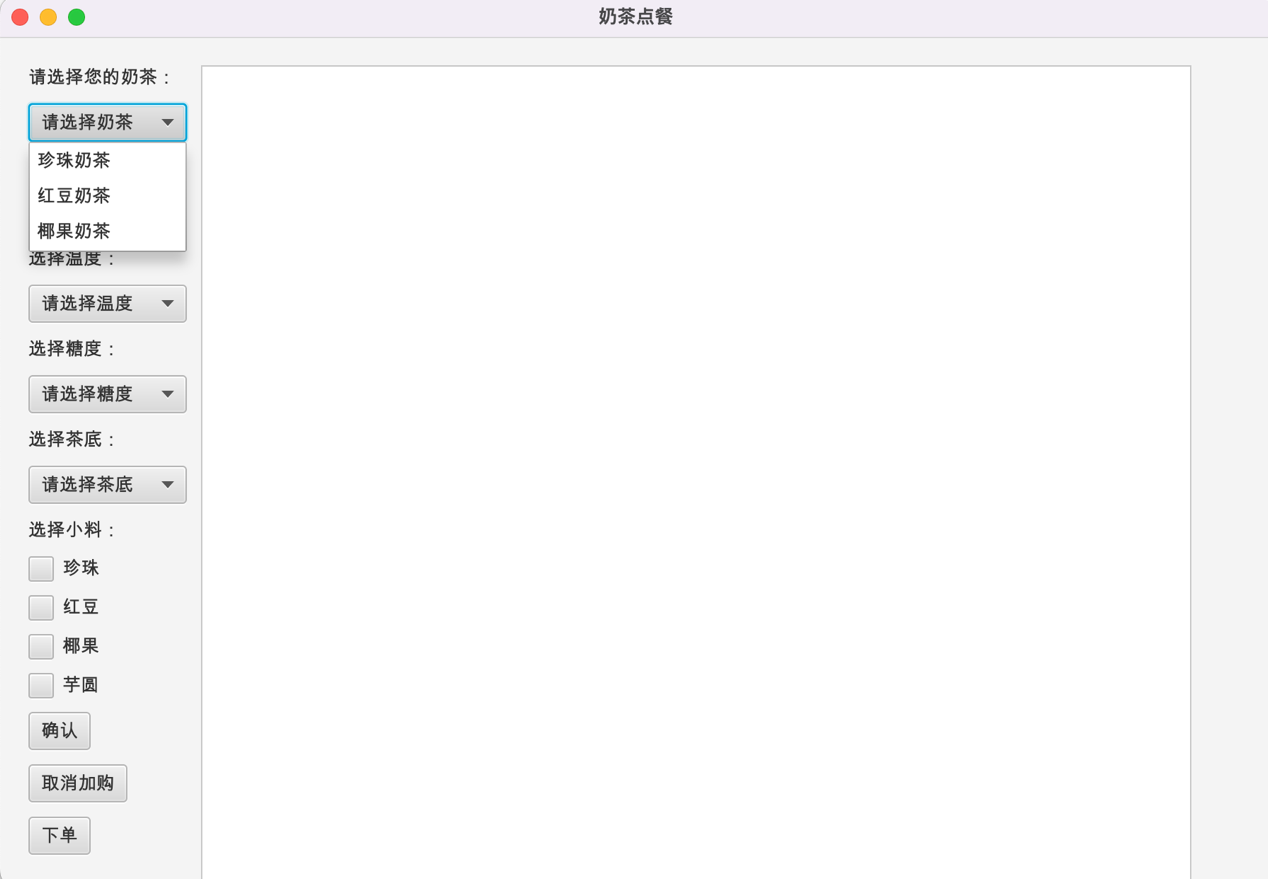 奶茶点餐
请选择您的奶茶：
请选择奶茶
珍珠奶茶
红豆奶茶
椰果奶茶
选择温度：
请选择温度
选择糖度：
请选择糖度
选择茶底：
请选择茶底
选择小料：
珍珠
红豆
椰果
芋圆
确认
取消加购
下单